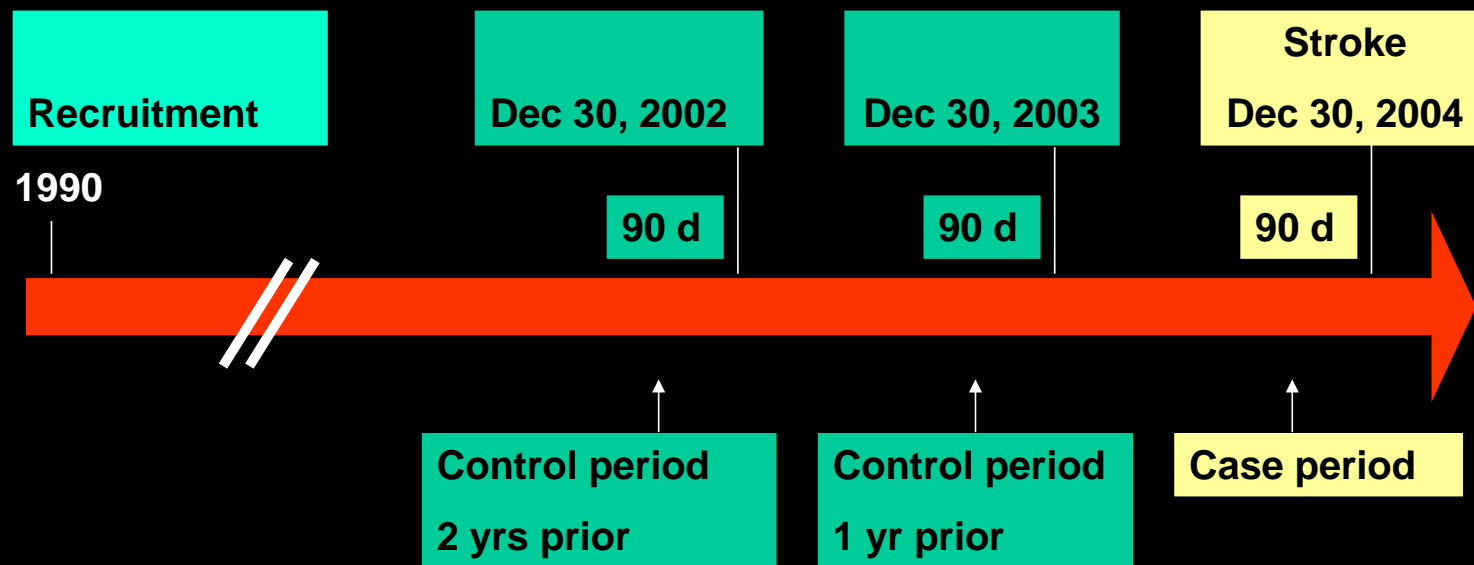 Recruitment
1990
Dec 30, 2002
Dec 30, 2003
Stroke
Dec 30, 2004
90 d
90 d
90 d
Control period
2 yrs prior
Control period
1 yr prior
Case period